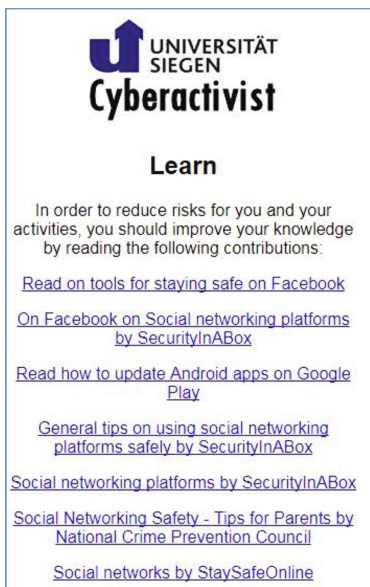 UNIVERSITÄT
SIEGEN
Cyberactivist
Learn
In order to reduce risks for you and your
activities, you should improve your knowledge
by reading the following contributions:
Read on tools for staying safe on Facebook
On Facebook on Social networking platforms
by SecurityInABox
Read how to update Android apps on Google
Play
General tips on using social networking
platforms safely by SecurityInABox
Social networking platforms by SecurityInABox
Social Networking Safety - Tips for Parents by
National Crime Prevention Council
Social networks by StaySafeOnline